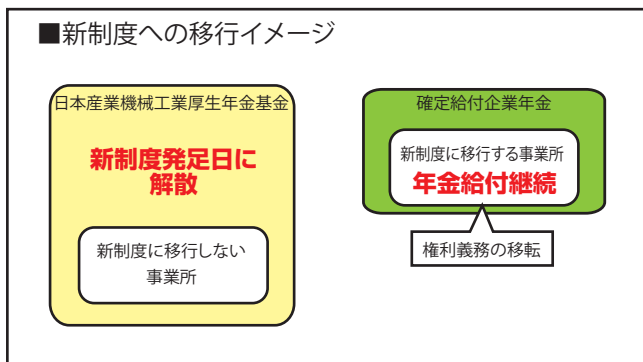 ■新制度への移行イメージ
日本産業機械工業厚生年金基金
新制度発足日に
解散
新制度に移行しない
事業所
確定給付企業年金
新制度に移行する事業所
年金給付継続
権利義務の移転